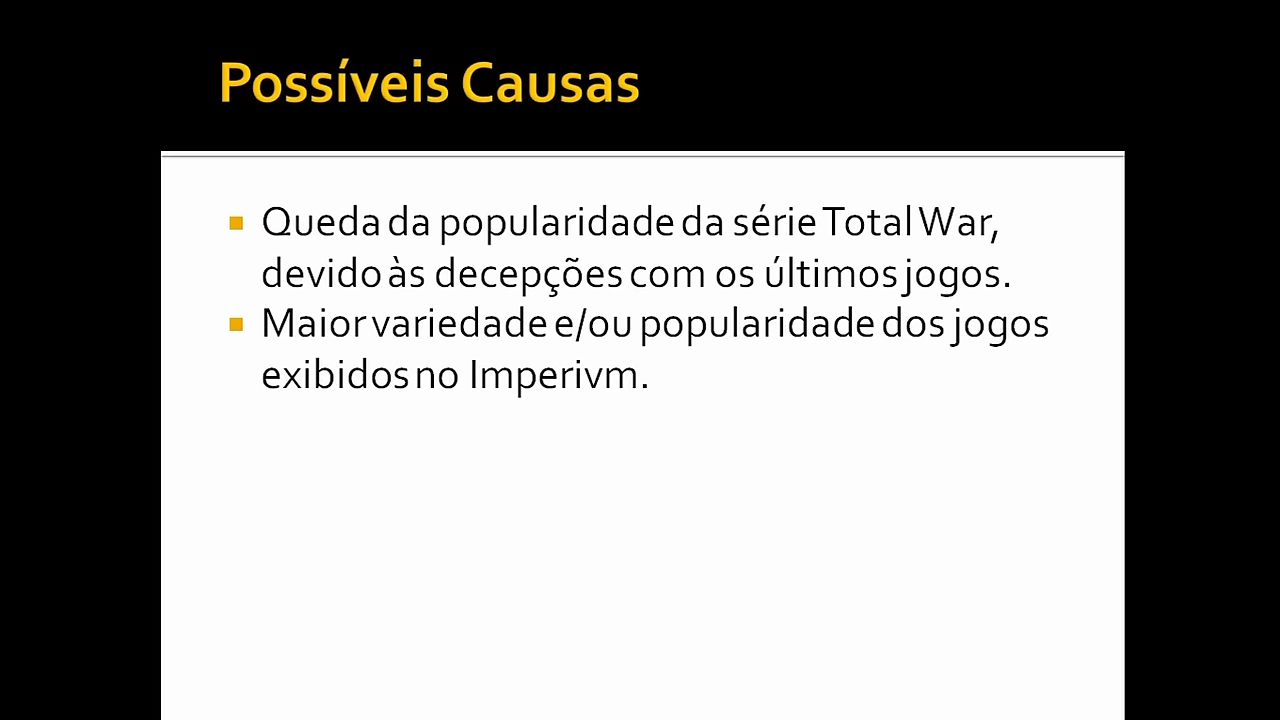 Possíveis Causas
Queda da popularidade da série Total War,
devido às decepções com os últimos jogos.
Maior variedade e/ou popularidade dos jogos
exibidos no Imperivm.